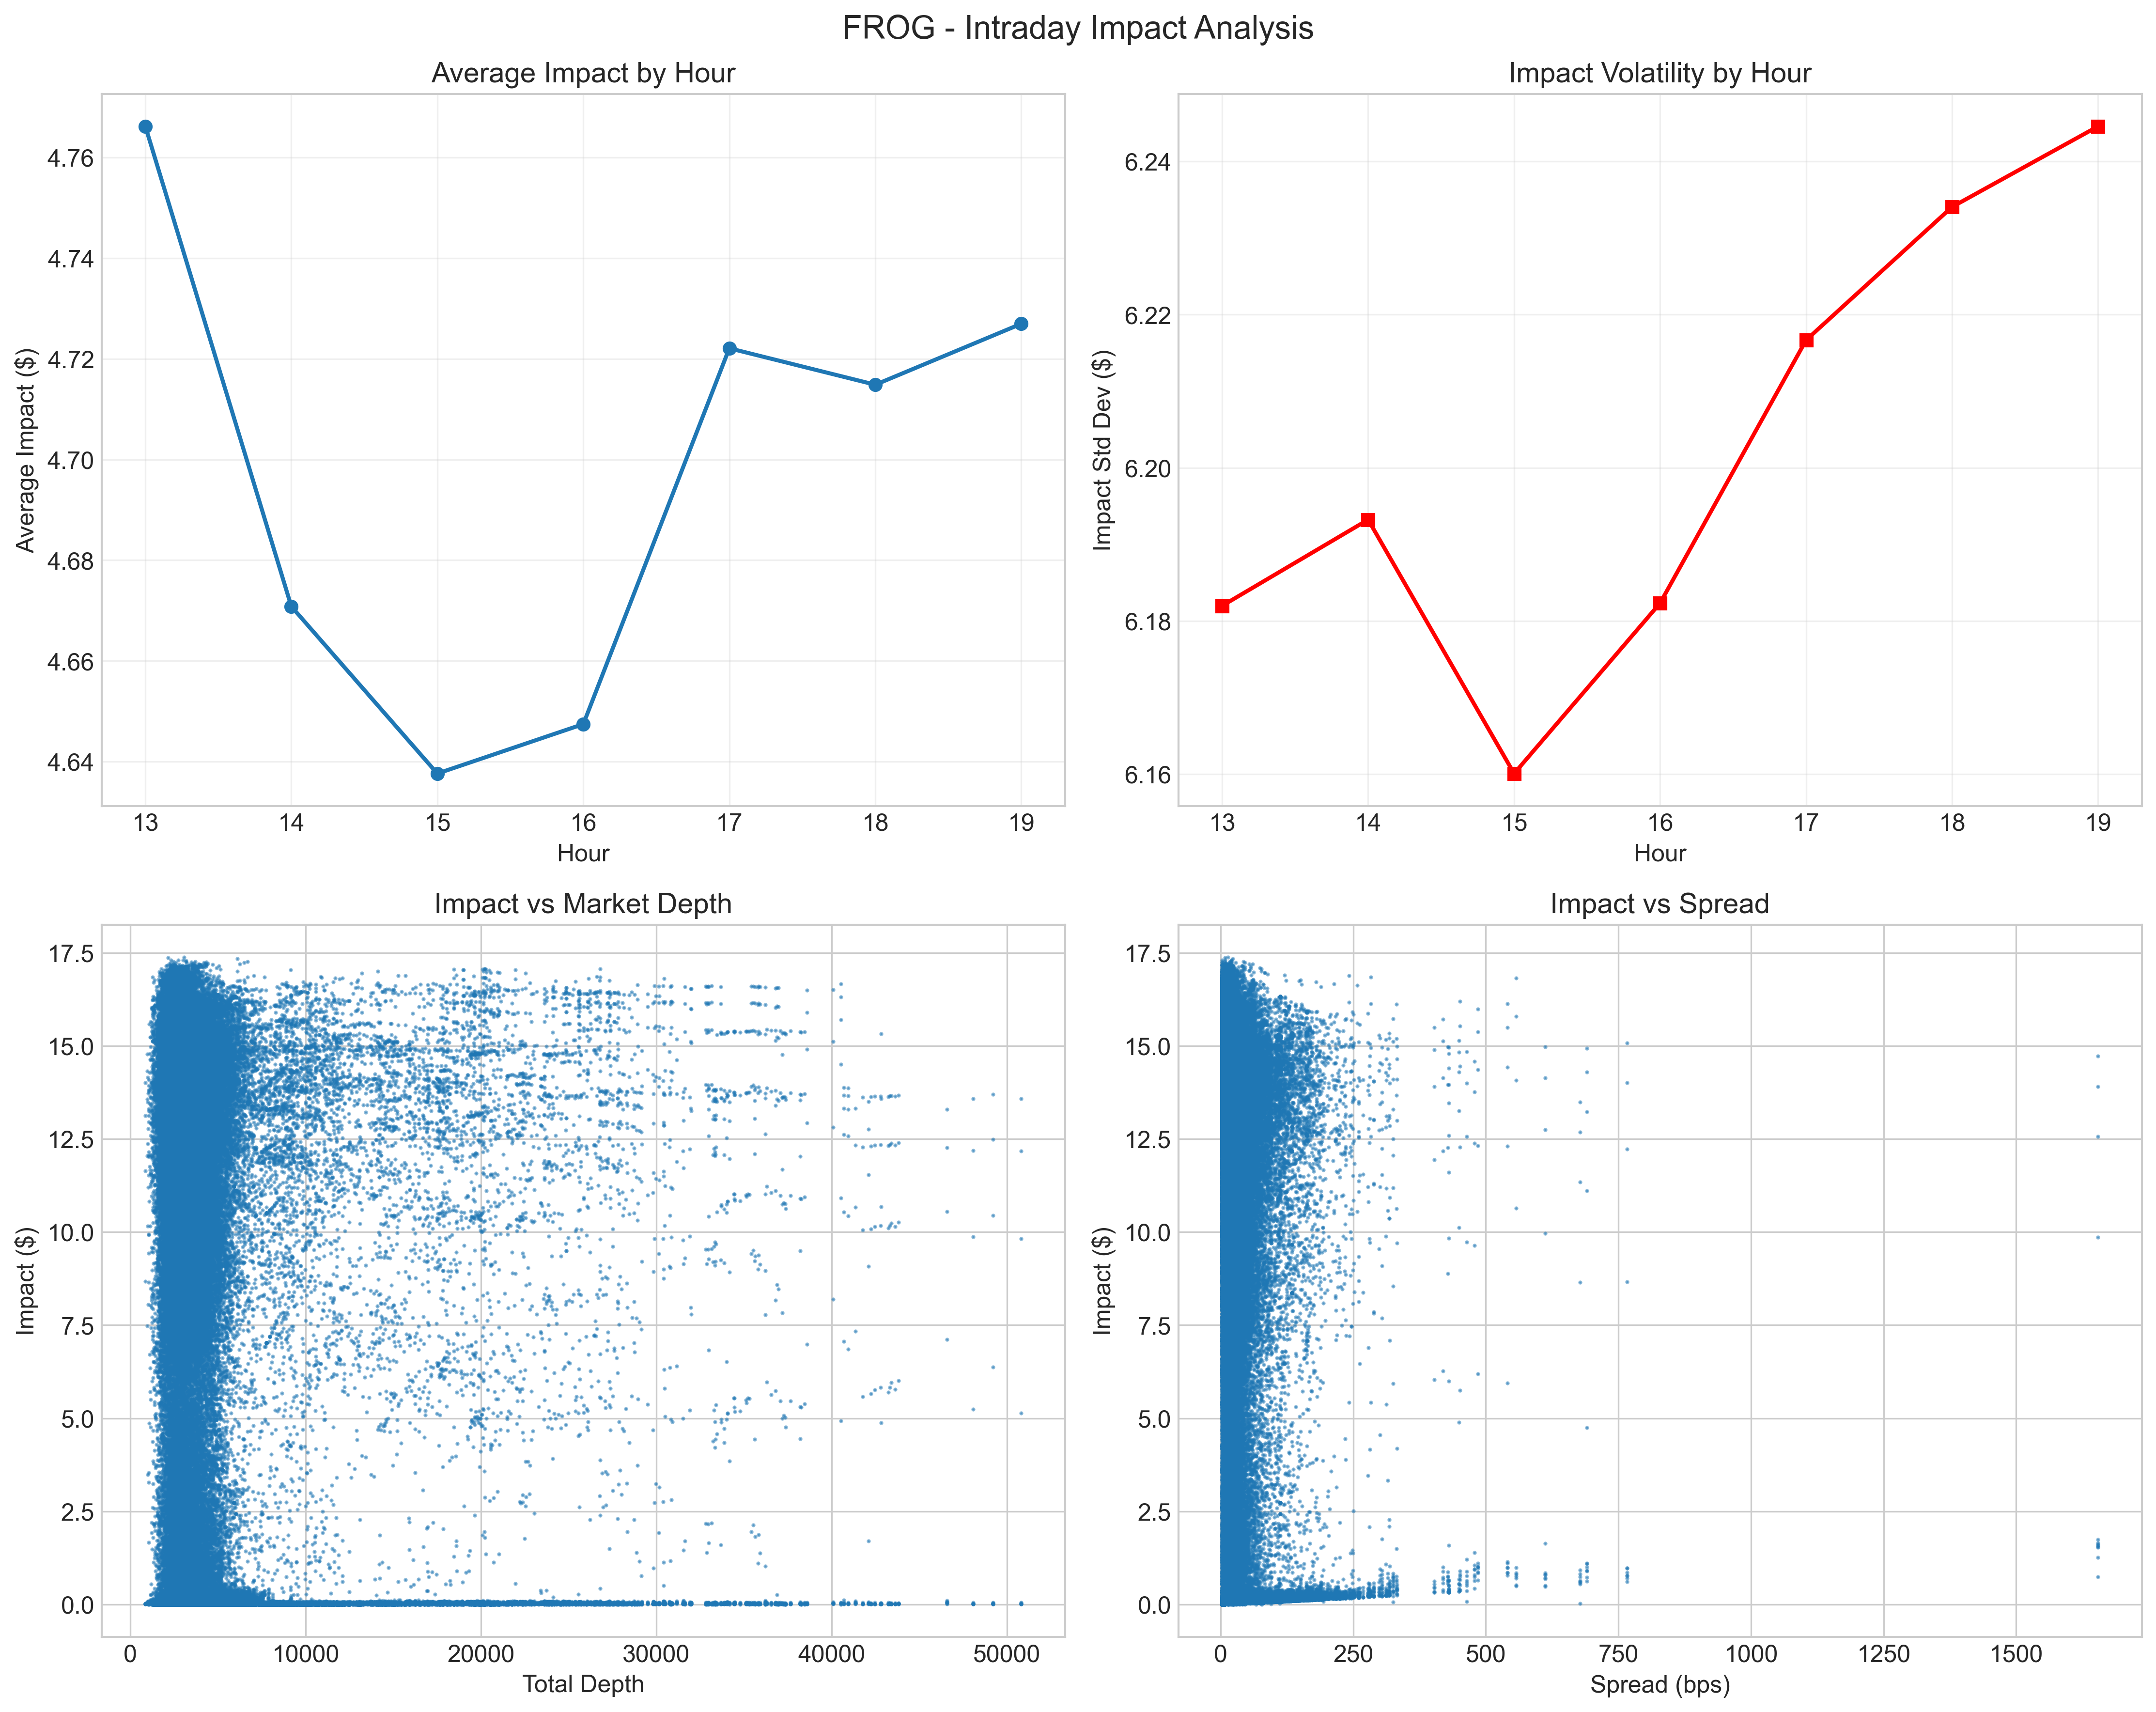 FROG - Intraday Impact Analysis
Average Impact by Hour
Average Impact ($)
4.76
4.74
4.72
4.70
4.68
4.66
4.64
13 14 15 16 17 18 19
Hour
Impact Volatility by Hour
Impact Std Dev ($)
6.24
6.22
6.20
6.18
6.16
13 14 15 16 17 18 19
Hour
Impact vs Market Depth
Impact ($)
17.5
15.0
12.5
10.0
7.5
5.0
2.5
0.0
0 10000 20000 30000 40000 50000
Total Depth
Impact vs Spread
Impact ($)
17.5
15.0
12.5
10.0
7.5
5.0
2.5
0.0
0 250 500 750 1000 1250 1500
Spread (bps)